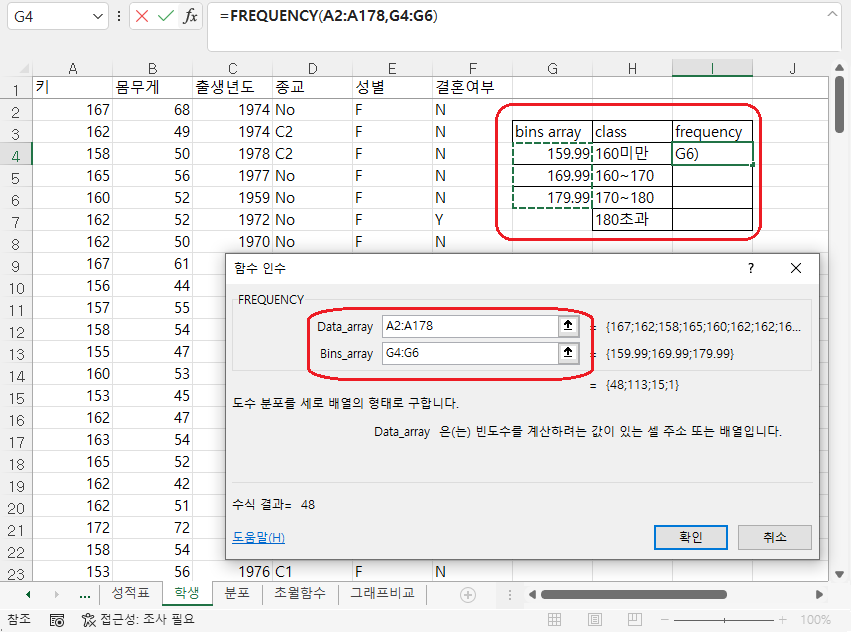 G4 =FREQUENCY(A2:A178,G4:G6)
A B C D E F G H I J
1 키 몸무게 출생년도 종교 성별 결혼여부
2 167 68 1974 No F N
3 162 49 1974 C2 F N bins array class frequency
4 158 50 1978 C2 F N 159.99 160미만 G6)
5 165 56 1977 No F N 169.99 160~170
6 160 52 1959 No F N 179.99 170~180
7 162 52 1972 No F Y 180초과
8 162 50 1970 No F N
9 167 61
10 156 44
11 157 55
12 158 54
13 155 47
14 160 53
15 153 45
16 162 47
17 163 54
18 165 52
19 162 42
20 162 51
21 172 72
22 158 54
23 153 56 1976 C1 F N
함수 인수 ?
FREQUENCY
Data_array A2:A178 = {167;162;158;165;160;162;162;16...
Bins_array G4:G6 = {159.99;169.99;179.99}
= {48;113;15;1}
도수 분포를 세로 배열의 형태로 구합니다.
Data_array 은(는) 빈도수를 계산하려는 값이 있는 셀 주소 또는 배열입니다.
수식 결과= 48
도움말(H) 확인 취소
... 성적표 학생 분포 초월함수 그래프비교
참조 접근성: 조사 필요 100%